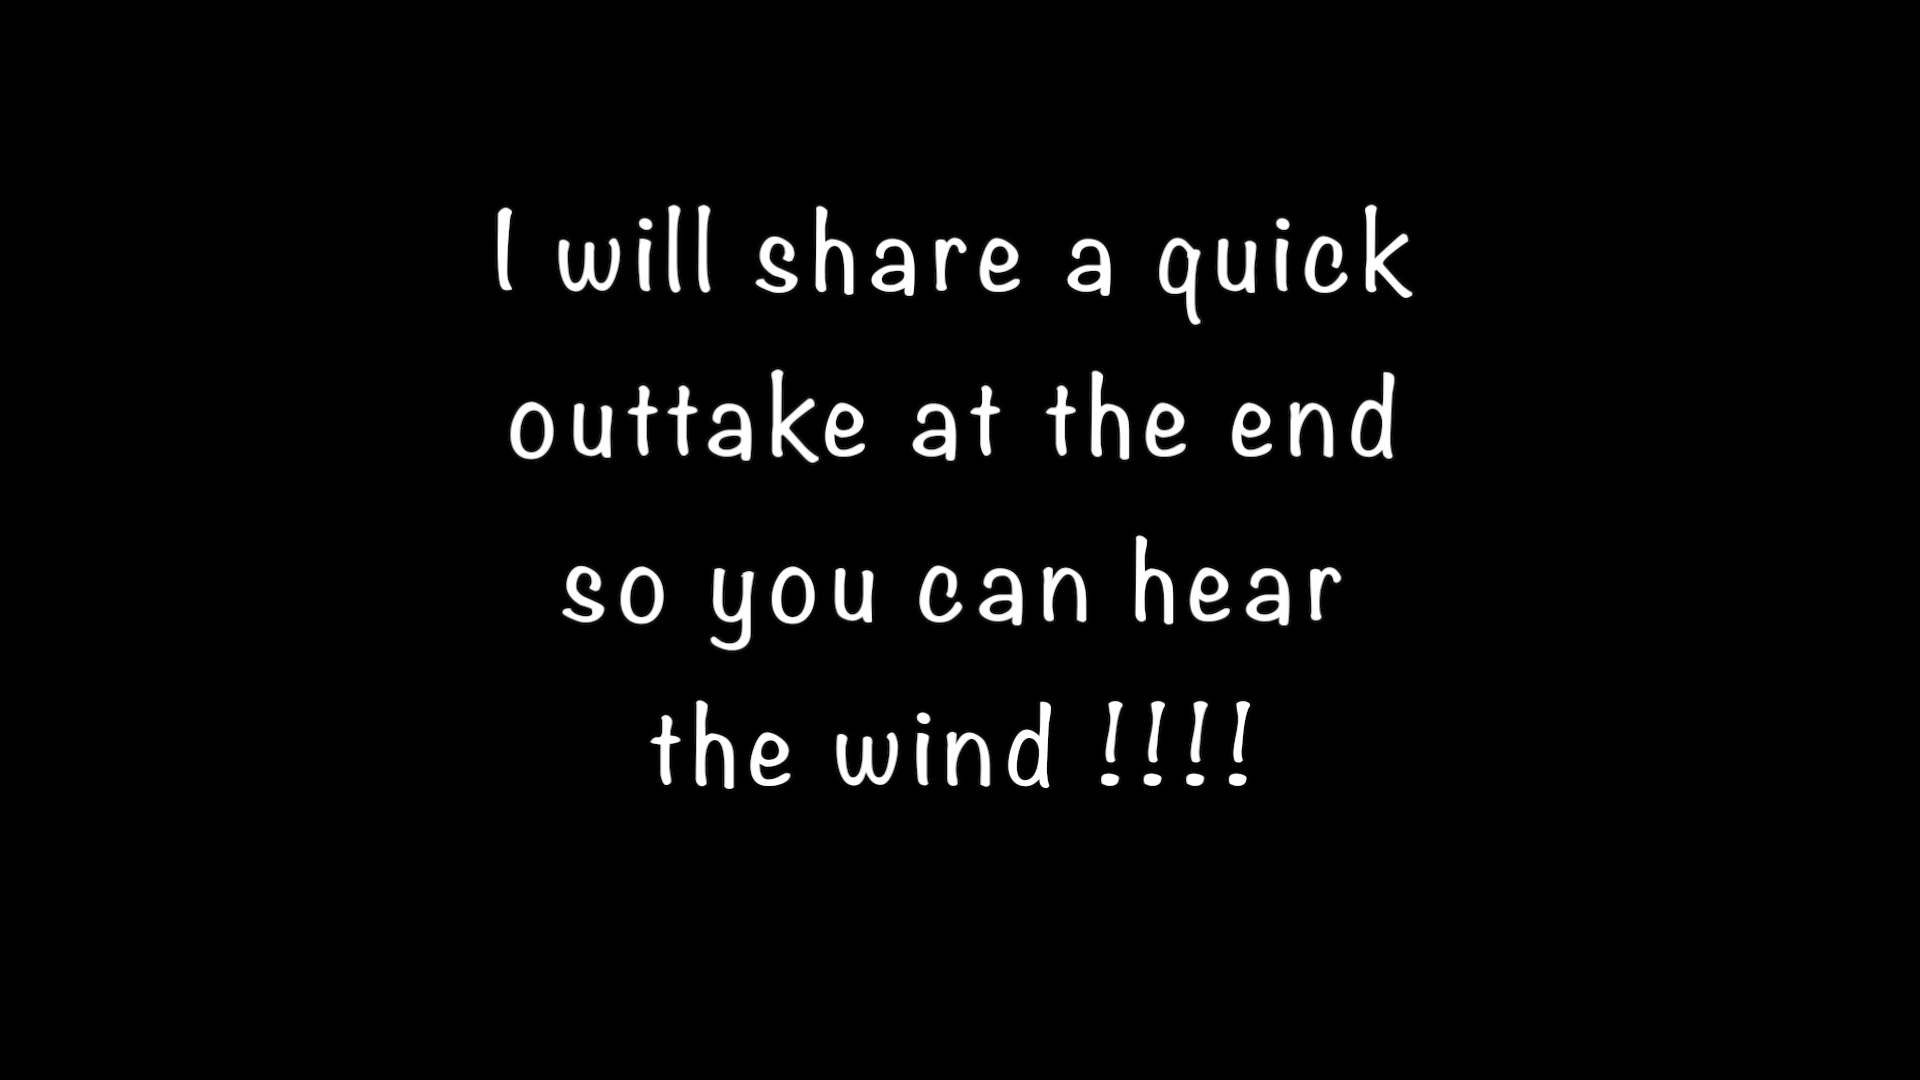 I will share a quick
outtake at the end
so you can hear
the wind !!!!